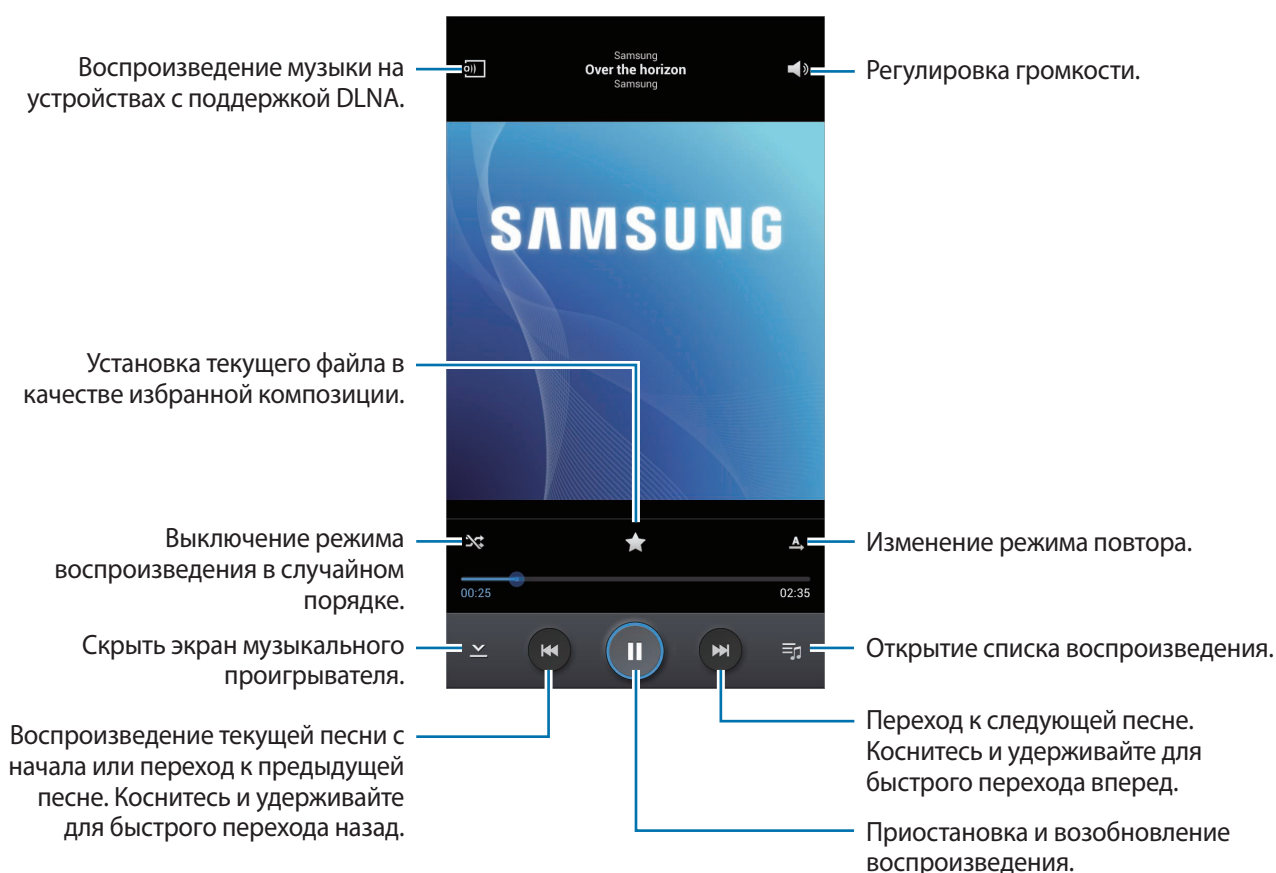 Воспроизведение музыки на
устройствах с поддержкой DLNA.
Samsung
Over the horizon
Samsung
Регулировка громкости.
SAMSUNG
Установка текущего файла в
качестве избранной композиции.
Выключение режима
воспроизведения в случайном
порядке.
A
Изменение режима повтора.
00:25
02:35
Скрыть экран музыкального
проигрывателя.
Открытие списка воспроизведения.
Воспроизведение текущей песни с
начала или переход к предыдущей
песне. Коснитесь и удерживайте
для быстрого перехода назад.
Переход к следующей песне.
Коснитесь и удерживайте для
быстрого перехода вперед.
Приостановка и возобновление
воспроизведения.